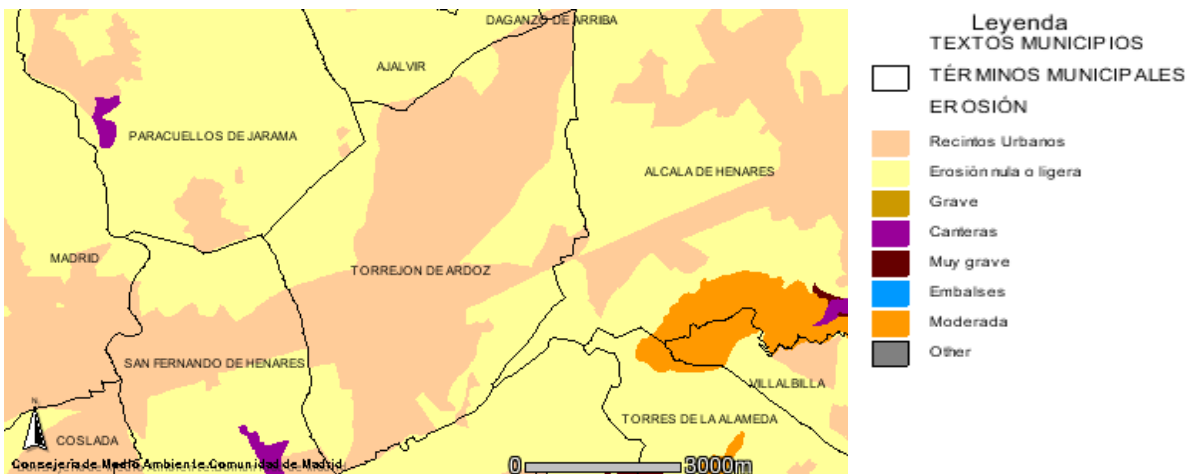 DAGANZO DE ARRIBA
AJALVIR
PARACUELLOS DE JARAMA
ALCALA DE HENARES
MADRID
TORREJON DE ARDOZ
SAN FERNANDO DE HENARES
VILLALBILLA
TORRES DE LA ALAMEDA
N
COSLADA
Consejería de Medio Ambiente.Comunidad de Madrid
0 3000m
Leyenda
TEXTOS MUNICIPIOS
TÉRMINOS MUNICIPALES
EROSIÓN
Recintos Urbanos
Erosión nula o ligera
Grave
Canteras
Muy grave
Embalses
Moderada
Other